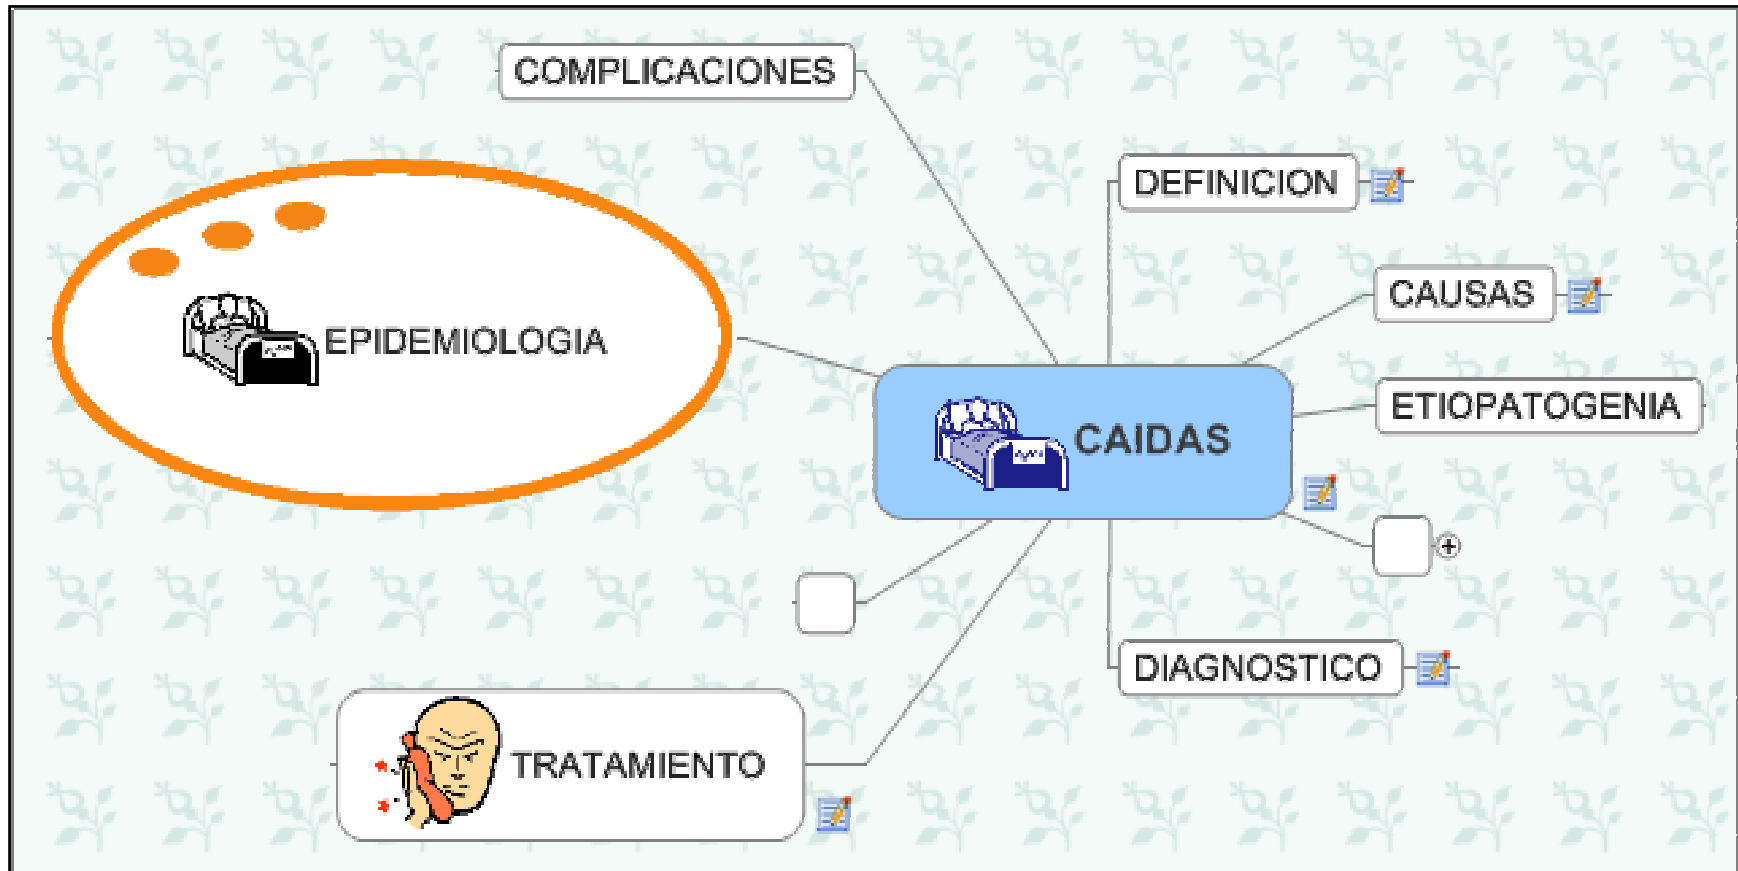 COMPLICACIONES
DEFINICION
CAUSAS
EPIDEMIOLOGIA
ETIOPATOGENIA
CAIDAS
DIAGNOSTICO
TRATAMIENTO